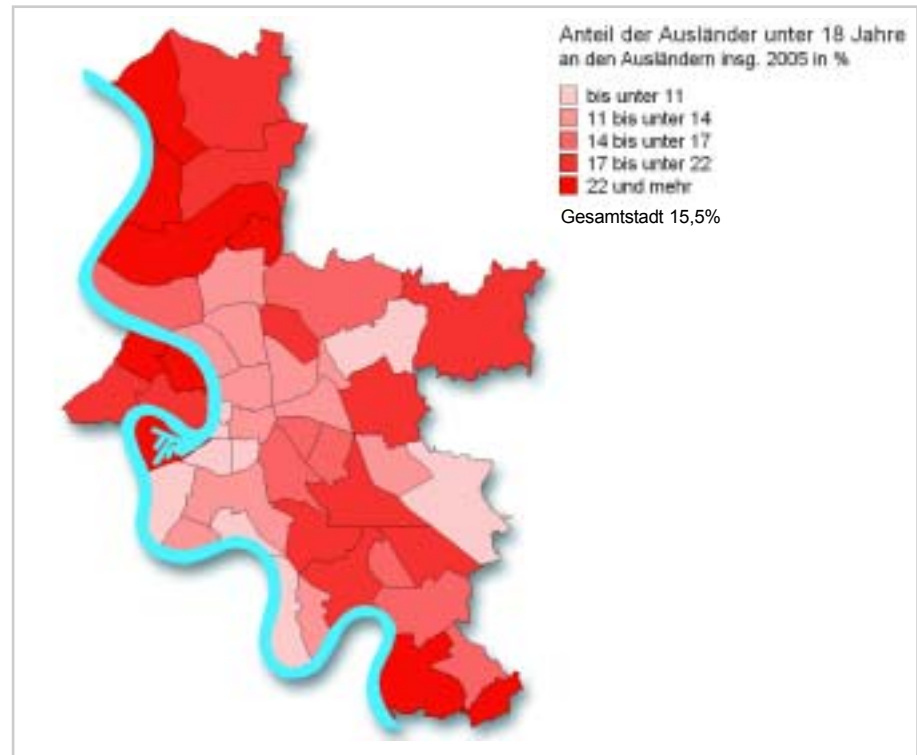 Anteil der Ausländer unter 18 Jahre
an den Ausländern insg. 2005 in %
bis unter 11
11 bis unter 14
14 bis unter 17
17 bis unter 22
22 und mehr
Gesamtstadt 15,5%